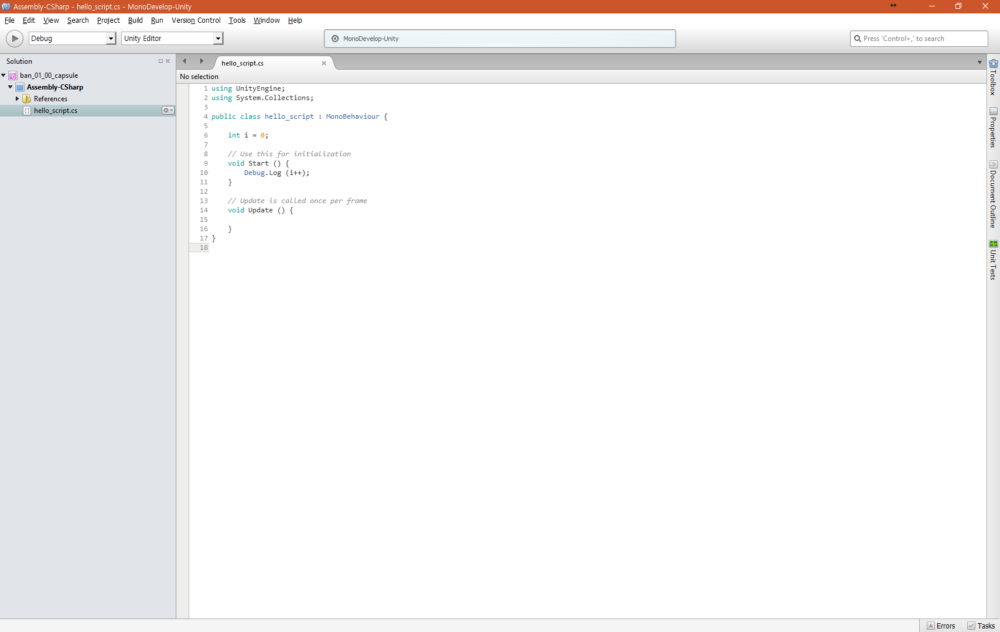 Assembly-CSharp - hello_script.cs - MonoDevelop-Unity
File Edit View Search Project Build Run Version Control Tools Window Help
Debug Unity Editor MonoDevelop-Unity Press 'Control+,' to search
Solution
ban_01_00_capsule
Assembly-CSharp
References
hello_script.cs
hello_script.cs
No selection
1 using UnityEngine;
2 using System.Collections;
3
4 public class hello_script : MonoBehaviour {
5
6     int i = 0;
7
8     // Use this for initialization
9     void Start () {
10         Debug.Log (i++);
11     }
12
13     // Update is called once per frame
14     void Update () {
15
16     }
17 }
18
Toolbox
Properties
Document Outline
Unit Tests
Errors Tasks